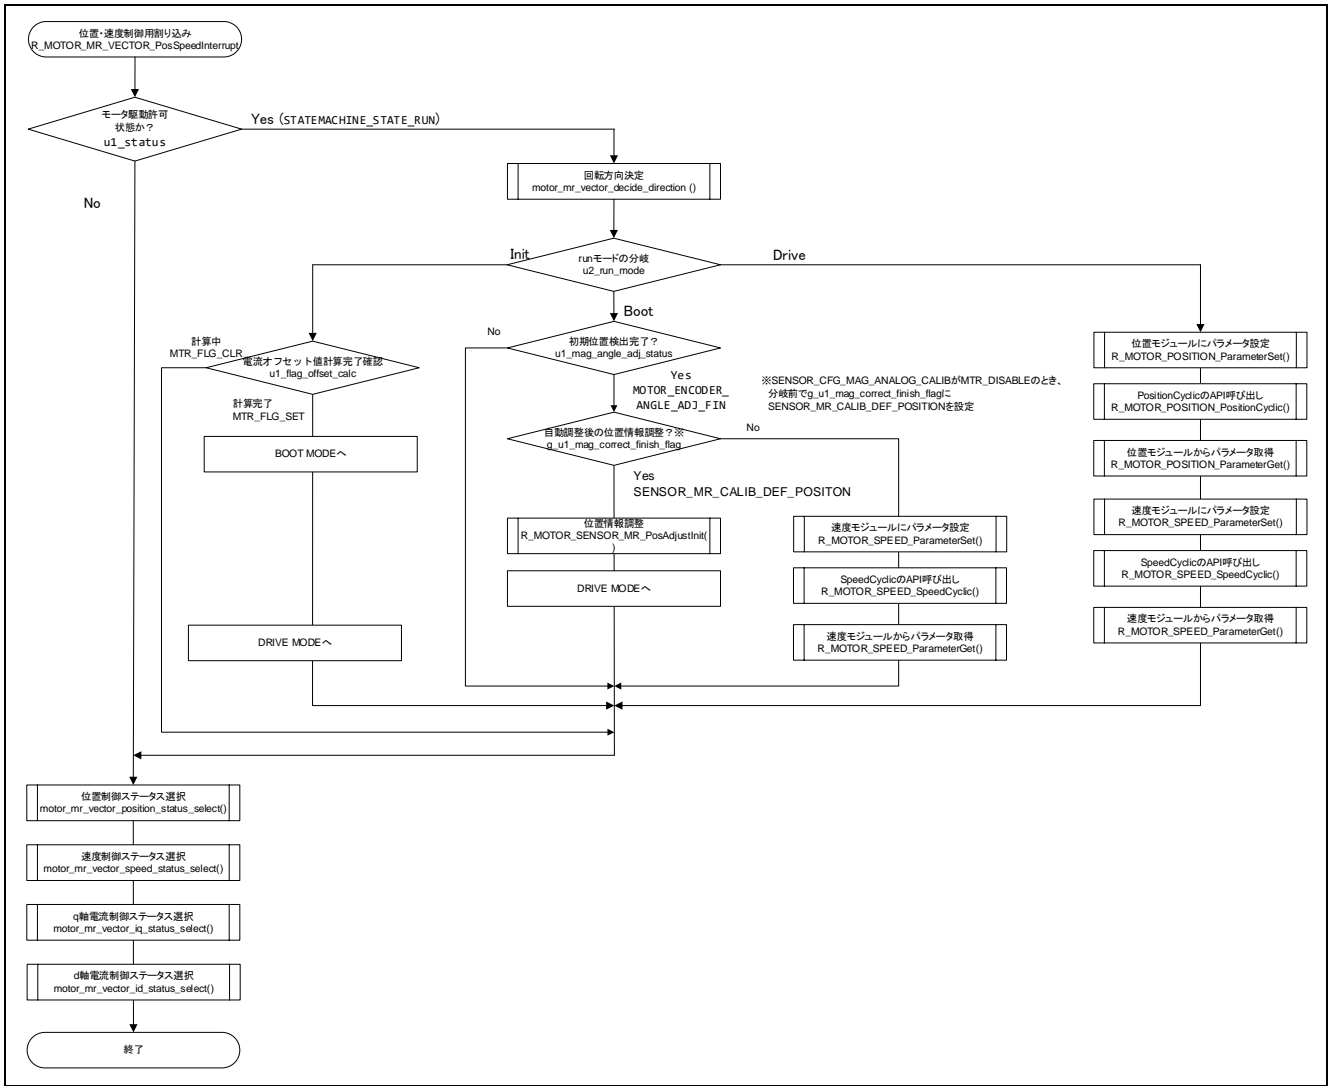 位置・速度制御用割り込み
R_MOTOR_MR_VECTOR_PosSpeedInterrupt
モータ駆動許可
状態か？
u1_status
Yes (STATEMACHINE_STATE_RUN)
No
回転方向決定
motor_mr_vector_decide_direction ()
Init
runモードの分岐
u2_run_mode
Drive
Boot
計算中
MTR_FLG_CLR
電流オフセット値計算完了確認
u1_flag_offset_calc
計算完了
MTR_FLG_SET
BOOT MODEへ
DRIVE MODEへ
No
初期位置検出完了？
u1_mag_angle_adj_status
Yes
MOTOR_ENCODER_
ANGLE_ADJ_FIN
※SENSOR_CFG_MAG_ANALOG_CALIBがMTR_DISABLEのとき、
分岐前でg_u1_mag_correct_finish_flagに
SENSOR_MR_CALIB_DEF_POSITIONを設定
自動調整後の位置情報調整？※
g_u1_mag_correct_finish_flag
No
Yes
SENSOR_MR_CALIB_DEF_POSITON
位置情報調整
R_MOTOR_SENSOR_MR_PosAdjustInit(
)
DRIVE MODEへ
速度モジュールにパラメータ設定
R_MOTOR_SPEED_ParameterSet()
SpeedCyclicのAPI呼び出し
R_MOTOR_SPEED_SpeedCyclic()
速度モジュールからパラメータ取得
R_MOTOR_SPEED_ParameterGet()
位置モジュールにパラメータ設定
R_MOTOR_POSITION_ParameterSet()
PositionCyclicのAPI呼び出し
R_MOTOR_POSITION_PositionCyclic()
位置モジュールからパラメータ取得
R_MOTOR_POSITION_ParameterGet()
速度モジュールにパラメータ設定
R_MOTOR_SPEED_ParameterSet()
SpeedCyclicのAPI呼び出し
R_MOTOR_SPEED_SpeedCyclic()
速度モジュールからパラメータ取得
R_MOTOR_SPEED_ParameterGet()
位置制御ステータス選択
motor_mr_vector_position_status_select()
速度制御ステータス選択
motor_mr_vector_speed_status_select()
q軸電流制御ステータス選択
motor_mr_vector_iq_status_select()
d軸電流制御ステータス選択
motor_mr_vector_id_status_select()
終了